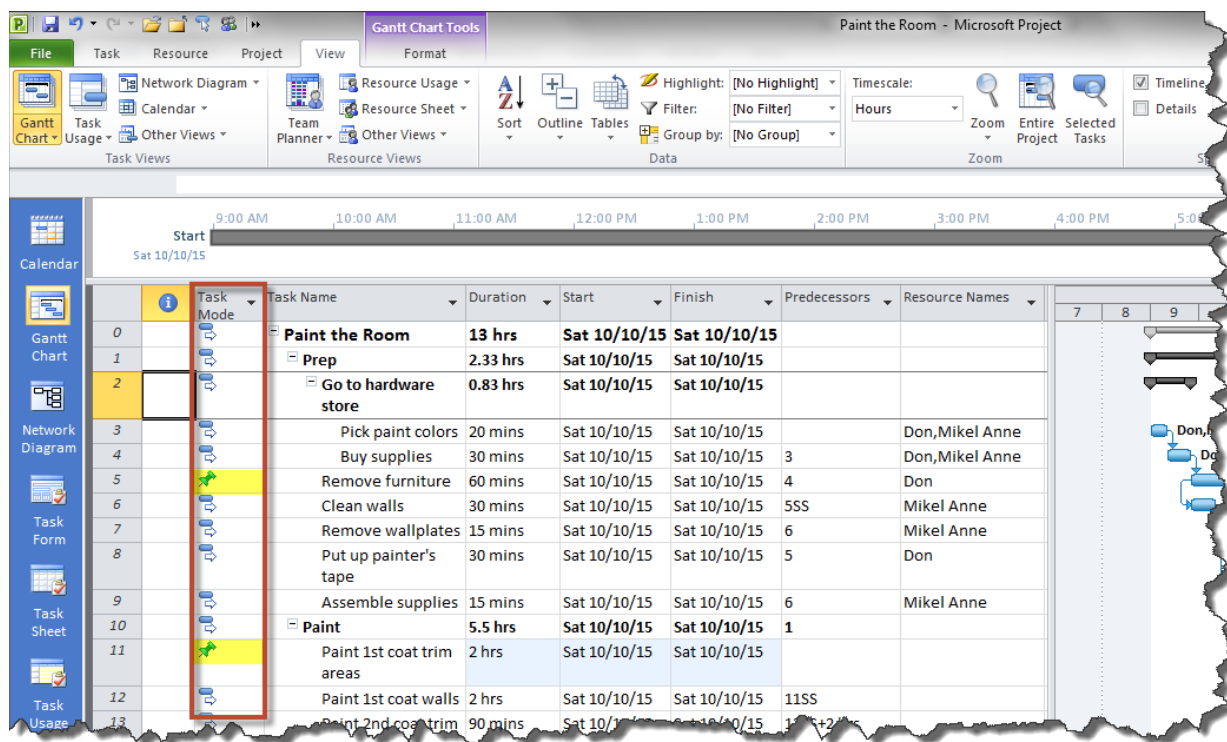 Gantt Chart Tools
Paint the Room - Microsoft Project
File Task Resource Project View Format
Network Diagram
Calendar
Other Views
Gantt Chart
Task Usage
Task Views
Team Planner
Resource Usage
Resource Sheet
Other Views
Resource Views
Sort Outline Tables
Highlight: [No Highlight]
Filter: [No Filter]
Group by: [No Group]
Data
Timescale:
Hours
Zoom
Entire Project
Selected Tasks
Zoom
Timeline
Details
9:00 AM 10:00 AM 11:00 AM 12:00 PM 1:00 PM 2:00 PM 3:00 PM 4:00 PM
Start
Sat 10/10/15
Calendar
Gantt Chart
Network Diagram
Task Form
Task Sheet
Task Usage
Task Mode Task Name Duration Start Finish Predecessors Resource Names
7 8 9
0 Paint the Room 13 hrs Sat 10/10/15 Sat 10/10/15
1 Prep 2.33 hrs Sat 10/10/15 Sat 10/10/15
2 Go to hardware store 0.83 hrs Sat 10/10/15 Sat 10/10/15
3 Pick paint colors 20 mins Sat 10/10/15 Sat 10/10/15 Don,Mikel Anne
4 Buy supplies 30 mins Sat 10/10/15 Sat 10/10/15 3 Don,Mikel Anne
5 Remove furniture 60 mins Sat 10/10/15 Sat 10/10/15 4 Don
6 Clean walls 30 mins Sat 10/10/15 Sat 10/10/15 5SS Mikel Anne
7 Remove wallplates 15 mins Sat 10/10/15 Sat 10/10/15 6 Mikel Anne
8 Put up painter's tape 30 mins Sat 10/10/15 Sat 10/10/15 5 Don
9 Assemble supplies 15 mins Sat 10/10/15 Sat 10/10/15 6 Mikel Anne
10 Paint 5.5 hrs Sat 10/10/15 Sat 10/10/15 1
11 Paint 1st coat trim areas 2 hrs Sat 10/10/15 Sat 10/10/15
12 Paint 1st coat walls 2 hrs Sat 10/10/15 Sat 10/10/15 11SS
13 Paint 2nd coat trim 90 mins
Don,